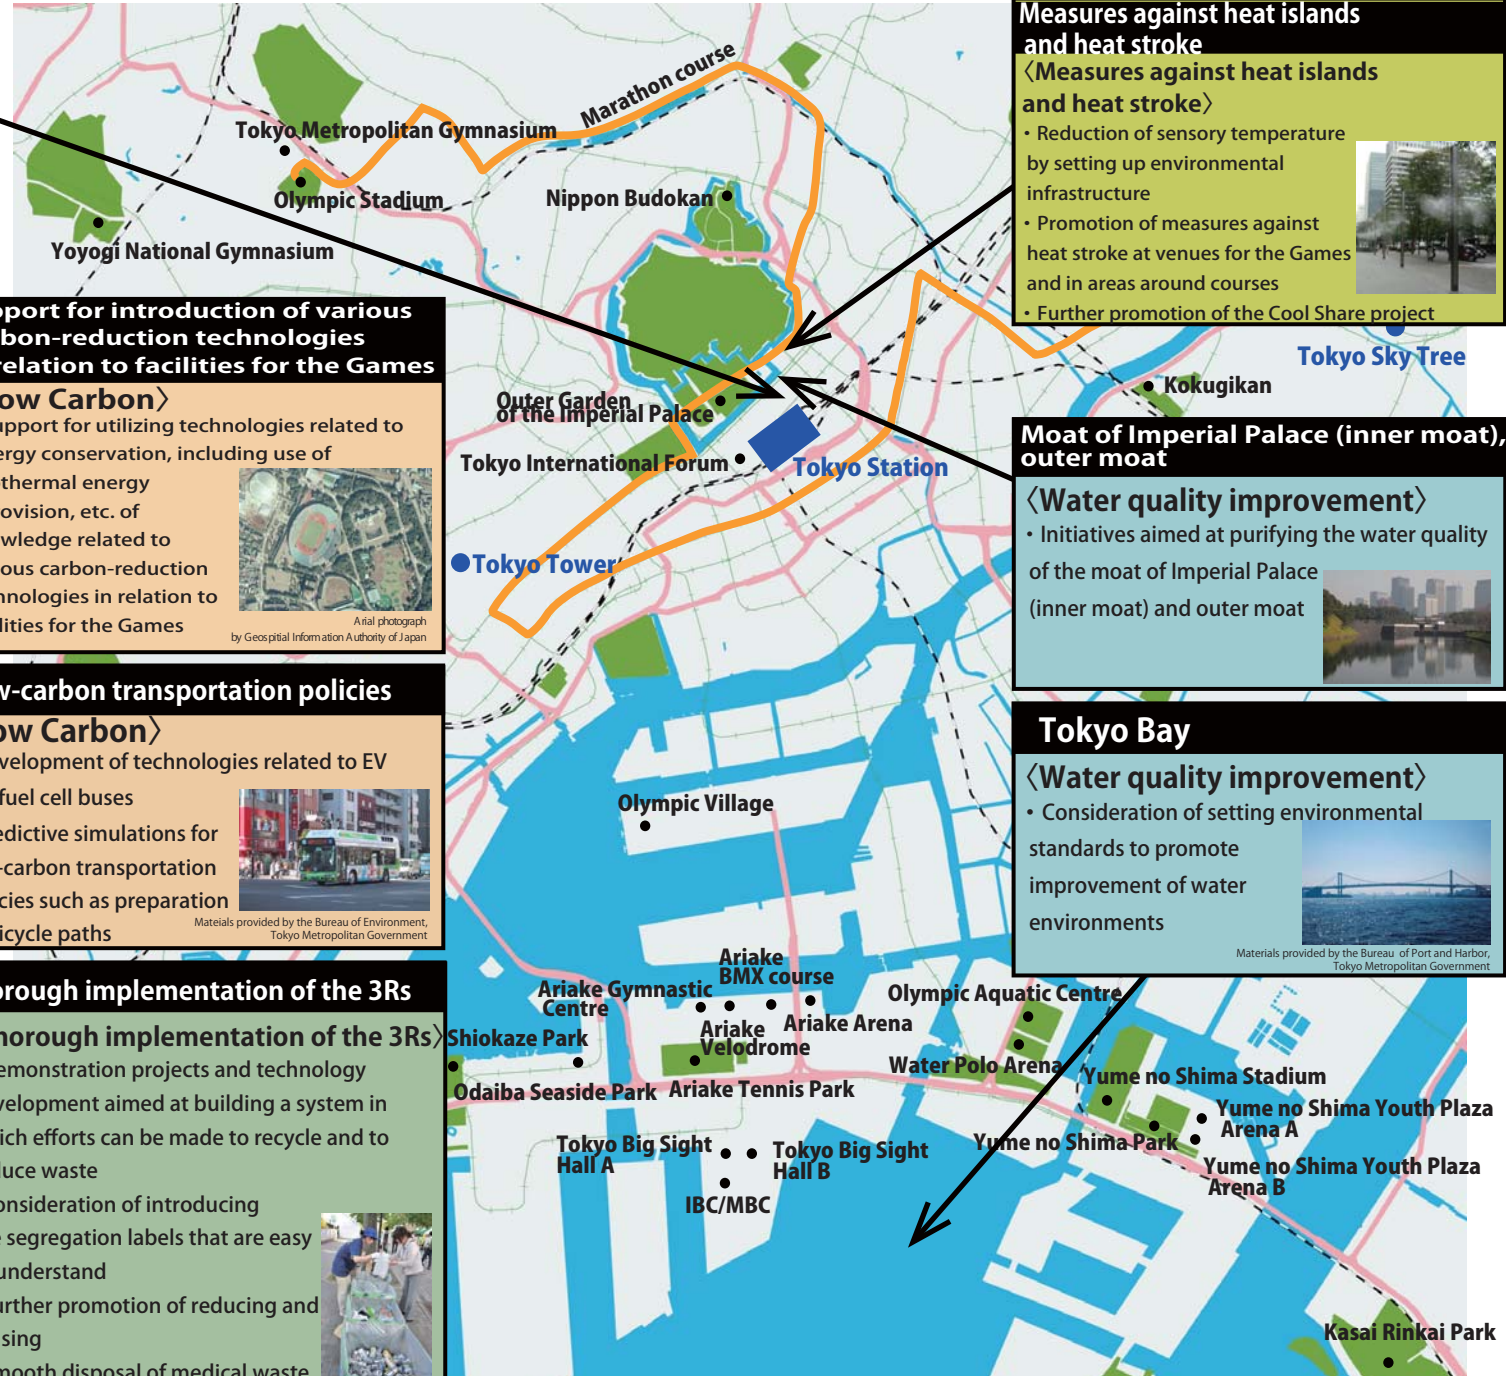 Measures against heat islands
and heat stroke
〈Measures against heat islands
and heat stroke〉
・Reduction of sensory temperature
by setting up environmental
infrastructure
・Promotion of measures against
heat stroke at venues for the Games
and in areas around courses
・Further promotion of the Cool Share project
Marathon course
Tokyo Metropolitan Gymnasium
Olympic Stadium
Nippon Budokan
Yoyogi National Gymnasium
pport for introduction of various
bon-reduction technologies
relation to facilities for the Games
ow Carbon〉
upport for utilizing technologies related to
ergy conservation, including use of
othermal energy
ovision, etc. of
owledge related to
ious carbon-reduction
hnologies in relation to
ilities for the Games
Arial photograph
by Geospitial Information Authority of Japan
Tokyo Sky Tree
Kokugikan
Outer Garden
of the Imperial Palace
Tokyo International Forum
Tokyo Station
Tokyo Tower
Moat of Imperial Palace (inner moat),
outer moat
〈Water quality improvement〉
・Initiatives aimed at purifying the water quality
of the moat of Imperial Palace
(inner moat) and outer moat
w-carbon transportation policies
ow Carbon〉
velopment of technologies related to EV
fuel cell buses
edictive simulations for
-carbon transportation
cies such as preparation
icycle paths
Mateials provided by the Bureau of Environment,
Tokyo Metropolitan Government
Tokyo Bay
〈Water quality improvement〉
・Consideration of setting environmental
standards to promote
improvement of water
environments
Materials provided by the Bureau of Port and Harbor,
Tokyo Metropolitan Government
Olympic Village
Ariake
BMX course
Ariake Gymnastic
Centre
Ariake
Velodrome
Ariake Arena
Olympic Aquatic Centre
Shiokaze Park
Odaiba Seaside Park
Ariake Tennis Park
Water Polo Arena
Yume no Shima Stadium
Yume no Shima Youth Plaza
Arena A
Yume no Shima Park
Yume no Shima Youth Plaza
Arena B
Tokyo Big Sight
Hall A
Tokyo Big Sight
Hall B
IBC/MBC
Kasai Rinkai Park
orough implementation of the 3Rs
horough implementation of the 3Rs〉
emonstration projects and technology
velopment aimed at building a system in
ich efforts can be made to recycle and to
duce waste
onsideration of introducing
e segregation labels that are easy
understand
urther promotion of reducing and
sing
mooth disposal of medical waste